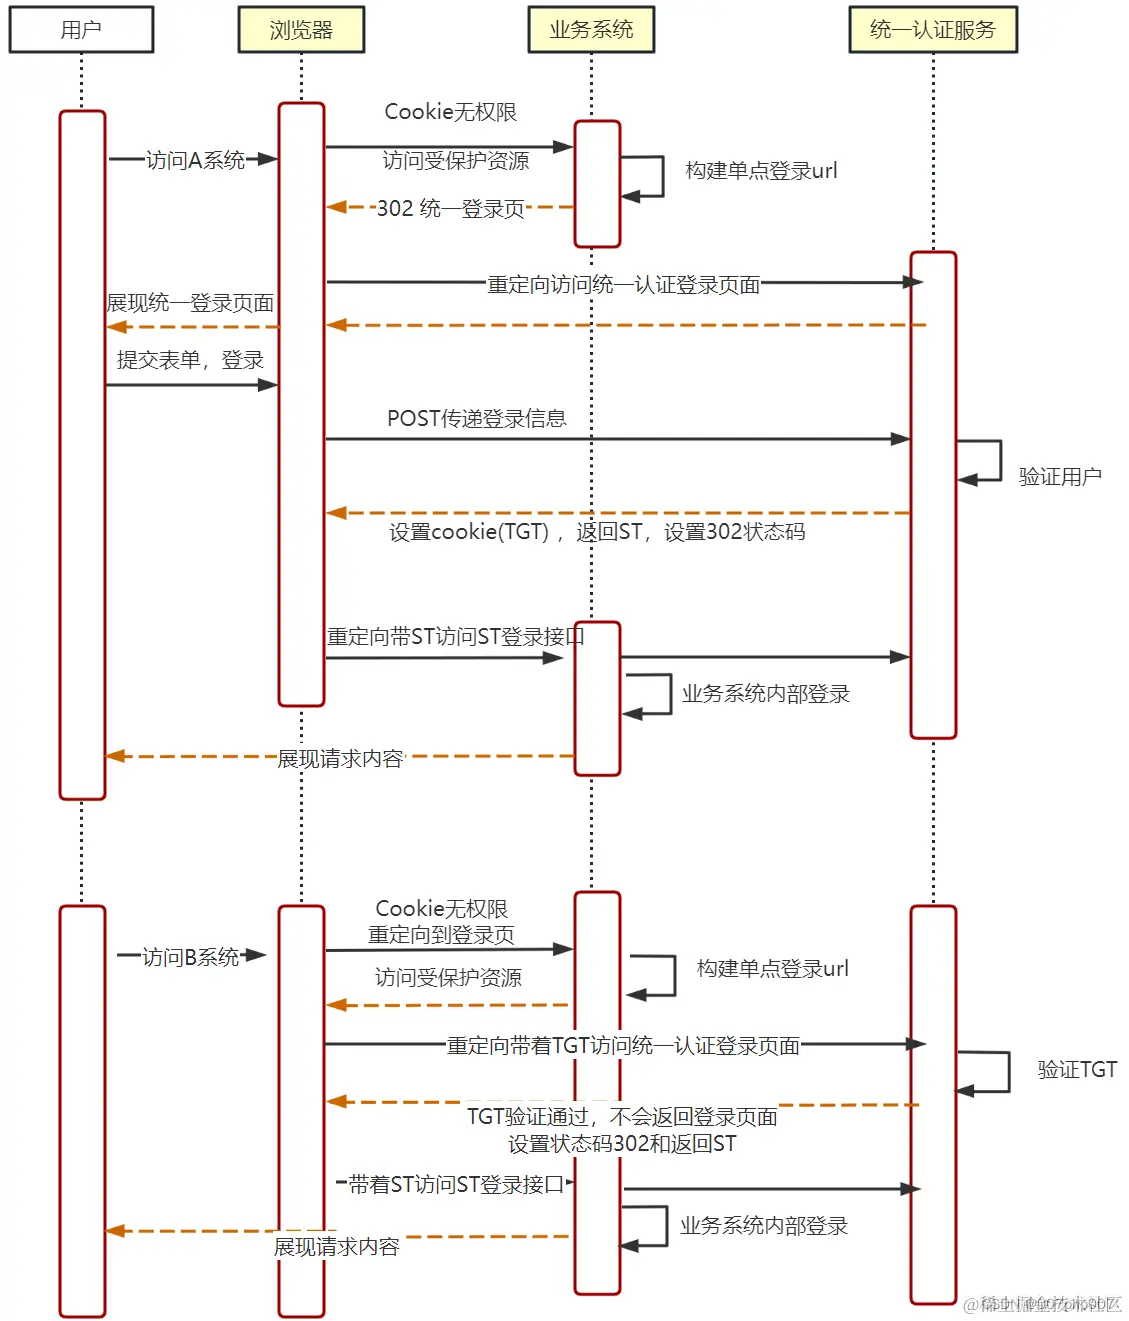 用户
浏览器
业务系统
统一认证服务
Cookie无权限
访问A系统
访问受保护资源
构建单点登录url
302 统一登录页
重定向访问统一认证登录页面
展现统一登录页面
提交表单，登录
POST传递登录信息
验证用户
设置cookie(TGT) ，返回ST，设置302状态码
重定向带ST访问ST登录接口
业务系统内部登录
展现请求内容
Cookie无权限
重定向到登录页
访问B系统
构建单点登录url
访问受保护资源
重定向带着TGT访问统一认证登录页面
验证TGT
TGT验证通过，不会返回登录页面
设置状态码302和返回ST
带着ST访问ST登录接口
业务系统内部登录
展现请求内容
@稀土掘金技术社区